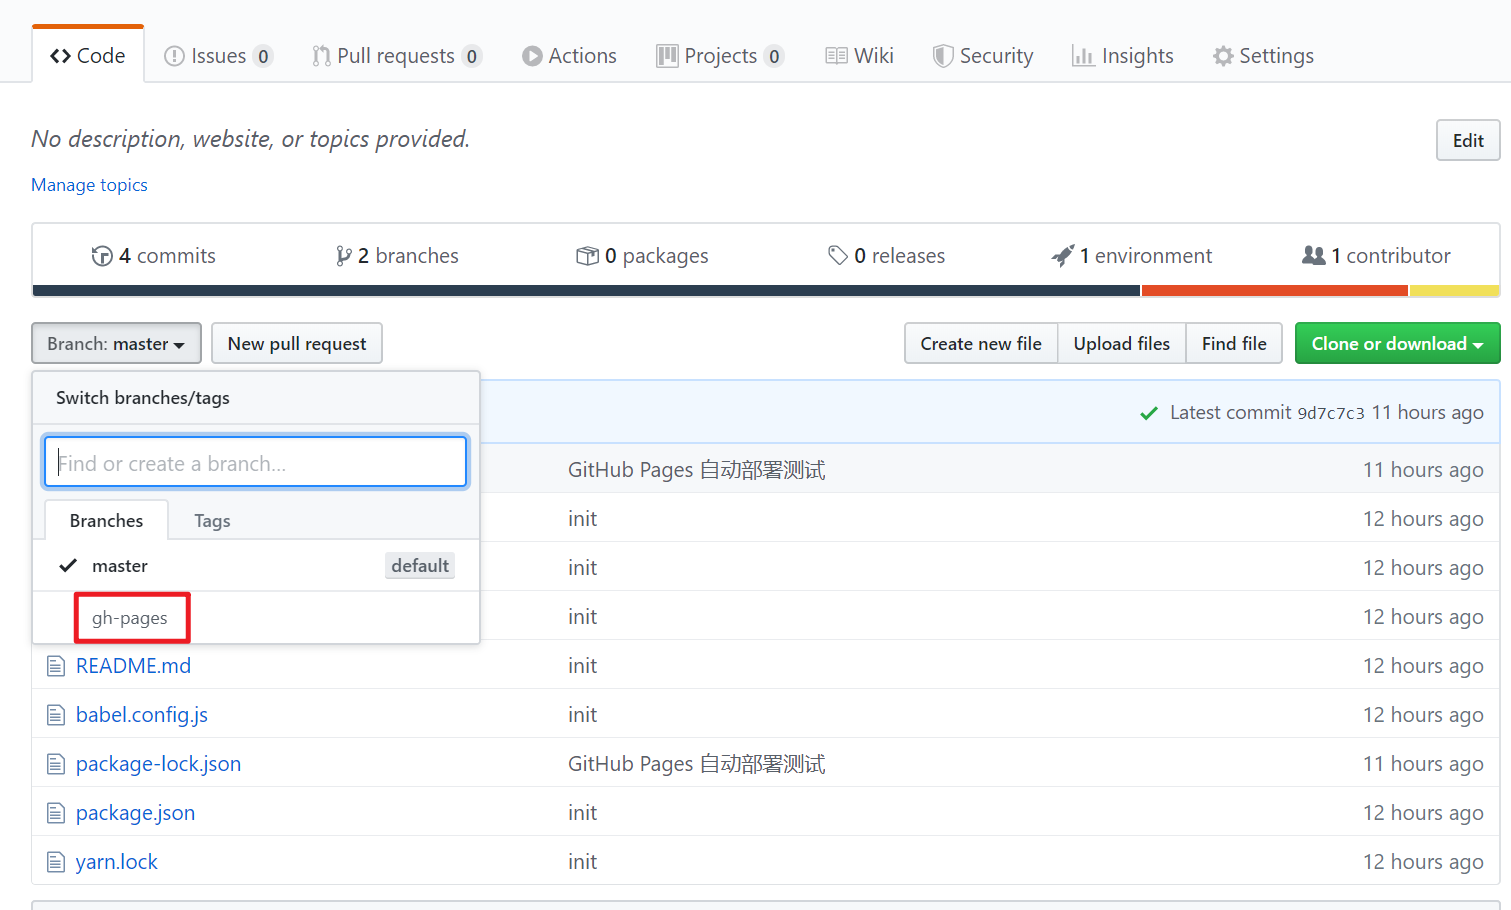 Code Issues 0 Pull requests 0 Actions Projects 0 Wiki Security Insights Settings
No description, website, or topics provided. Edit
Manage topics
4 commits 2 branches 0 packages 0 releases 1 environment 1 contributor
Branch: master New pull request Create new file Upload files Find file Clone or download
Switch branches/tags
Latest commit 9d7c7c3 11 hours ago
Find or create a branch...
GitHub Pages 自动部署测试 11 hours ago
Branches Tags
init 12 hours ago
master default
init 12 hours ago
gh-pages
init 12 hours ago
README.md init 12 hours ago
babel.config.js init 12 hours ago
package-lock.json GitHub Pages 自动部署测试 11 hours ago
package.json init 12 hours ago
yarn.lock init 12 hours ago